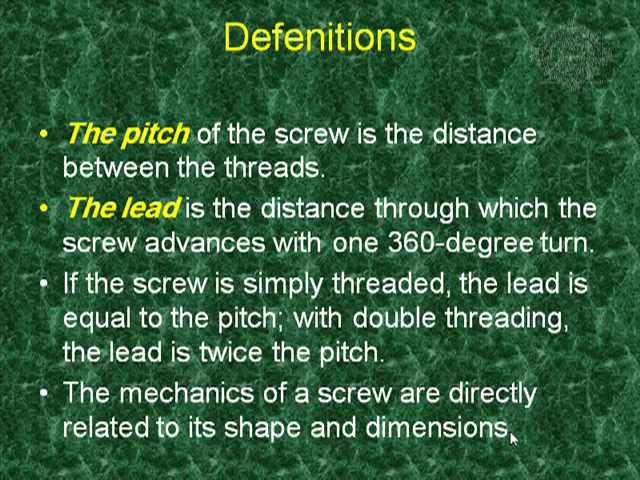 Defenitions
• The pitch of the screw is the distance
between the threads.
• The lead is the distance through which the
screw advances with one 360-degree turn.
• If the screw is simply threaded, the lead is
equal to the pitch; with double threading,
the lead is twice the pitch.
• The mechanics of a screw are directly
related to its shape and dimensions.